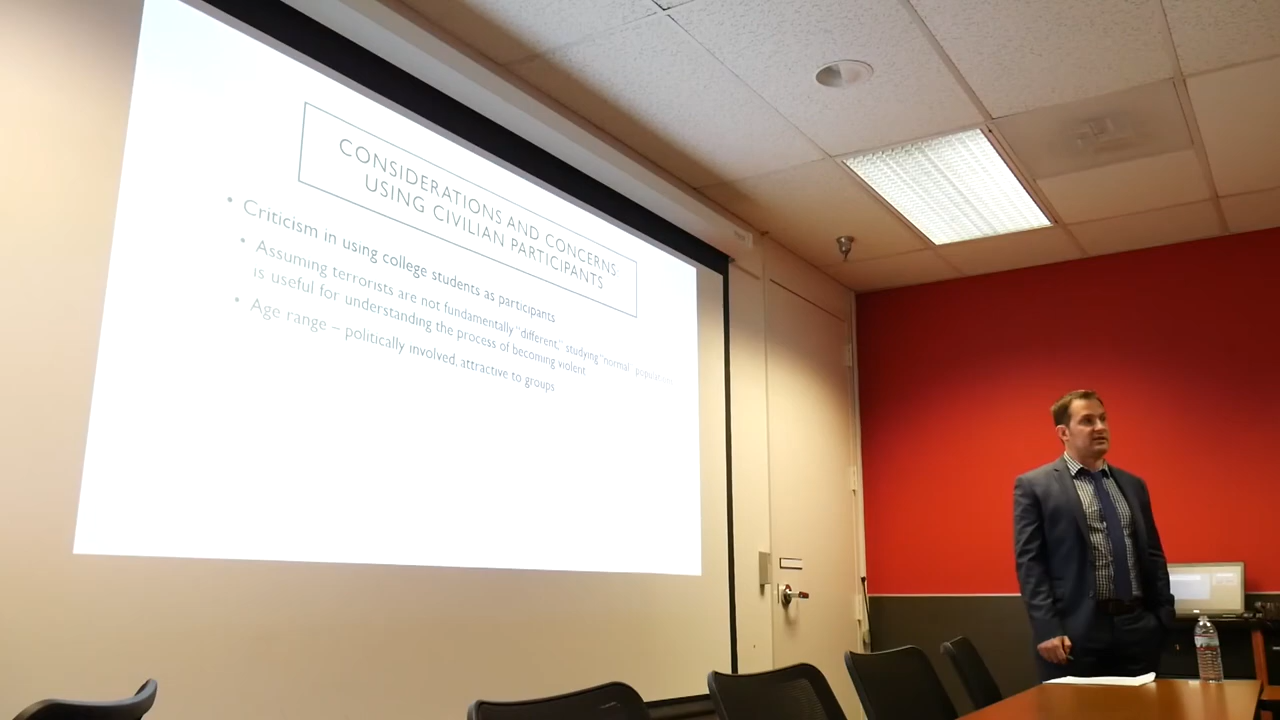 CONSIDERATIONS AND CONCERNS
USING CIVILIAN PARTICIPANTS
• Criticism in using college students as participants
• Assuming terrorists are not fundamentally "different," studying "normal" populations
is useful for understanding the process of becoming violent
• Age range – politically involved, attractive to groups